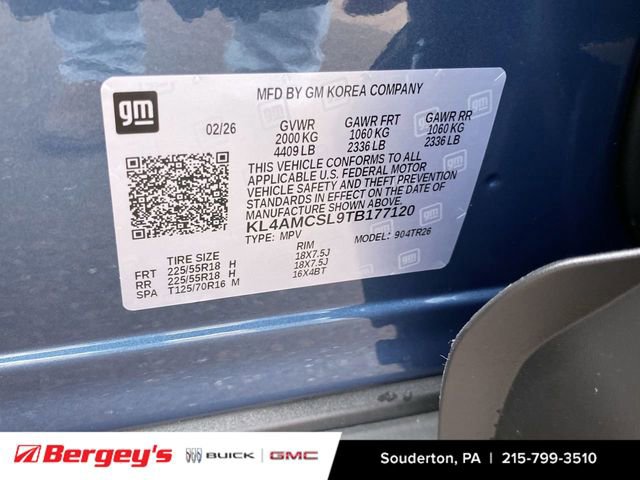 gm
MFD BY GM KOREA COMPANY
02/26 GVWR GAWR FRT GAWR RR
2000 KG 1060 KG 1060 KG
4409 LB 2336 LB 2336 LB
THIS VEHICLE CONFORMS TO ALL
APPLICABLE U.S. FEDERAL MOTOR
VEHICLE SAFETY AND THEFT PREVENTION
STANDARDS IN EFFECT ON THE DATE OF
MANUFACTURE SHOWN ABOVE.
KL4AMCSL9TB177120
TYPE: MPV MODEL: 904TR26
TIRE SIZE RIM
FRT 225/55R18 H 18X7.5J
RR 225/55R18 H 18X7.5J
SPA T125/70R16 M 16X4BT
Bergey's BUICK GMC Souderton, PA | 215-799-3510